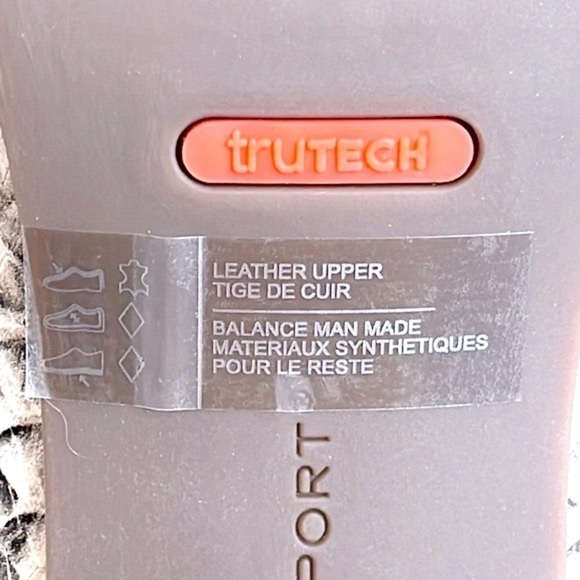 truTECH
LEATHER UPPER
TIGE DE CUIR
BALANCE MAN MADE
MATERIAUX SYNTHETIQUES
POUR LE RESTE
PORT